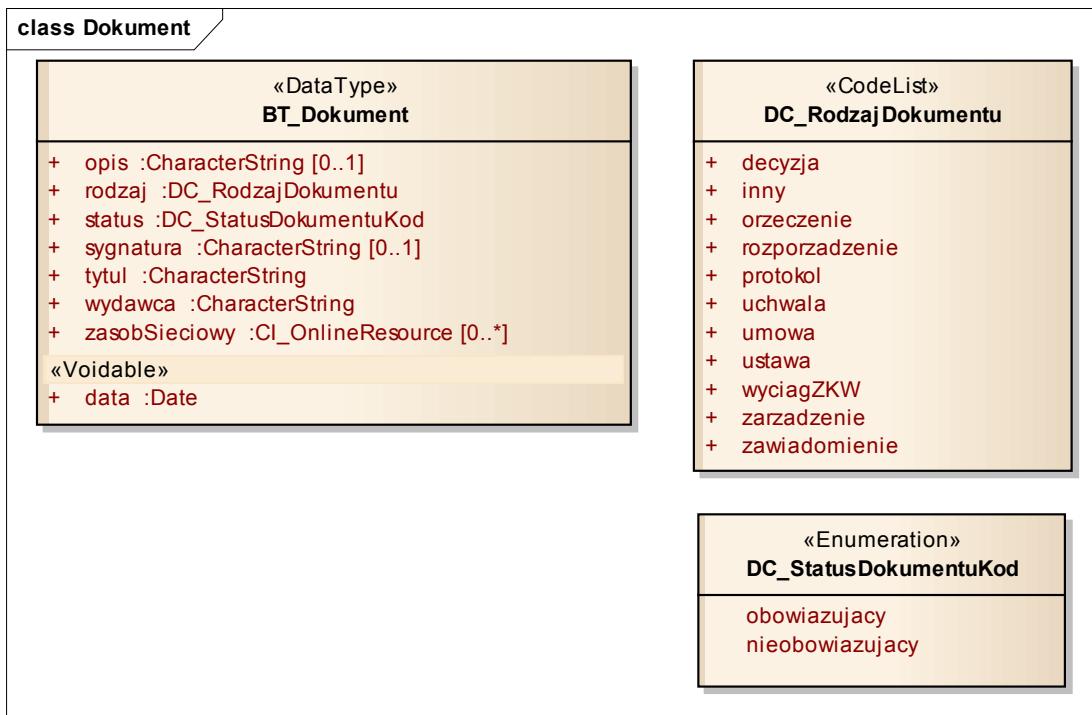 class Dokument
«DataType»
BT_Dokument
+ opis :CharacterString [0..1]
+ rodzaj :DC_RodzajDokumentu
+ status :DC_StatusDokumentuKod
+ sygnatura :CharacterString [0..1]
+ tytul :CharacterString
+ wydawca :CharacterString
+ zasobSieciowy :CI_OnlineResource [0..*]
«Voidable»
+ data :Date
«CodeList»
DC_RodzajDokumentu
+ decyzja
+ inny
+ orzeczenie
+ rozporzadzenie
+ protokol
+ uchwala
+ umowa
+ ustawa
+ wyciagZKW
+ zarzadzenie
+ zawiadomienie
«Enumeration»
DC_StatusDokumentuKod
obowiazujacy
nieobowiazujacy